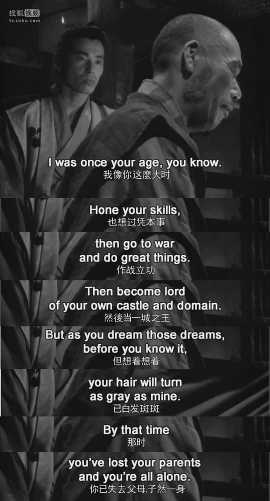 搜狐视频
tv.sohu.com
I was once your age, you know.
我像你这麽大时
Hone your skills,
也想过凭本事
then go to war
and do great things.
作战立功
Then become lord
of your own castle and domain.
然後当一城之王
But as you dream those dreams,
before you know it,
但想着想着
your hair will turn
as gray as mine.
已白发斑斑
By that time
那时
you've lost your parents
and you're all alone.
你已失去父母,孑然一身